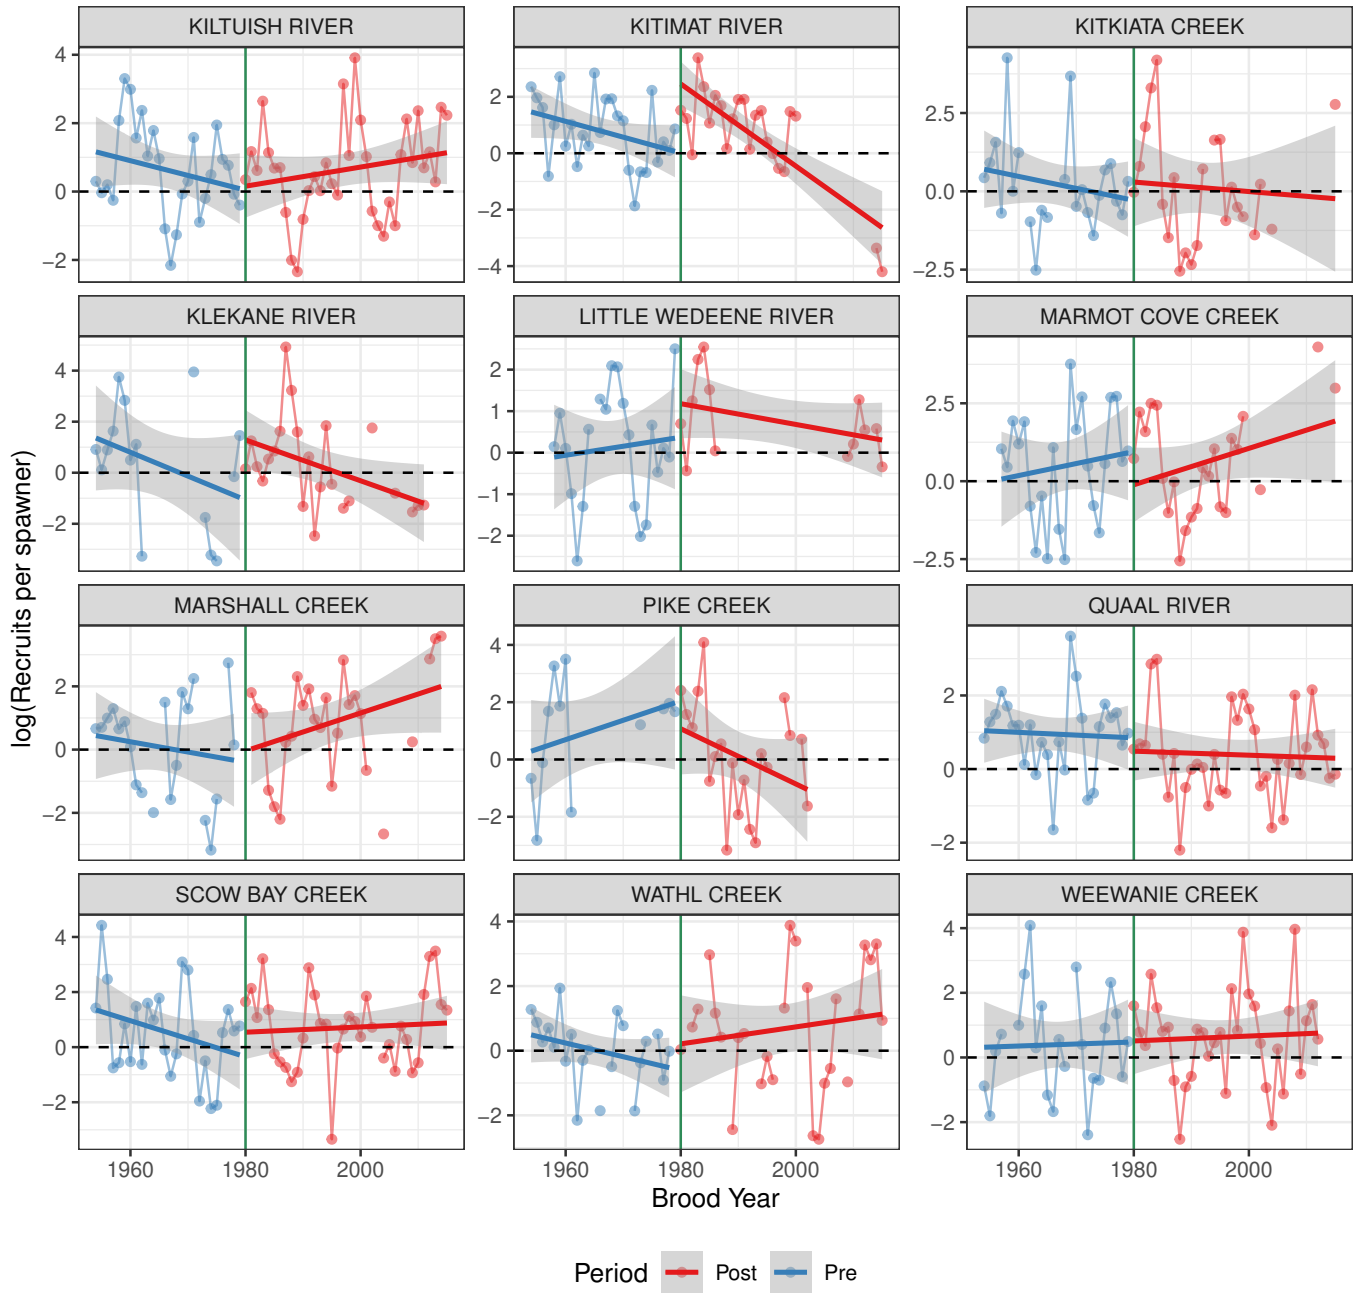 KILTUISH RIVER
KITIMAT RIVER
KITKIATA CREEK
4
2
0
−2
2
0
−2
−4
2.5
0.0
−2.5
KLEKANE RIVER
LITTLE WEDEENE RIVER
MARMOT COVE CREEK
4
2
0
−2
2
1
0
−1
−2
2.5
0.0
−2.5
log(Recruits per spawner)
MARSHALL CREEK
PIKE CREEK
QUAAL RIVER
2
0
−2
4
2
0
−2
2
0
−2
SCOW BAY CREEK
WATHL CREEK
WEEWANIE CREEK
4
2
0
−2
4
2
0
−2
4
2
0
−2
1960 1980 2000
1960 1980 2000
1960 1980 2000
Brood Year
Period Post Pre